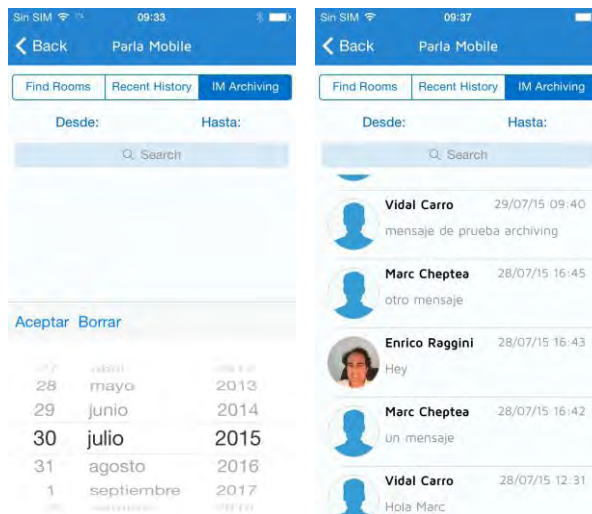 Sin SIM 09:33
Back Parla Mobile
Find Rooms Recent History IM Archiving
Desde: Hasta:
Search
Aceptar Borrar
27 abril 2012
28 mayo 2013
29 junio 2014
30 julio 2015
31 agosto 2016
1 septiembre 2017
Sin SIM 09:37
Back Parla Mobile
Find Rooms Recent History IM Archiving
Desde: Hasta:
Search
Vidal Carro 29/07/15 09:40
mensaje de prueba archiving
Marc Cheptea 28/07/15 16:45
otro mensaje
Enrico Raggini 28/07/15 16:43
Hey
Marc Cheptea 28/07/15 16:42
un mensaje
Vidal Carro 28/07/15 12:31
Hola Marc